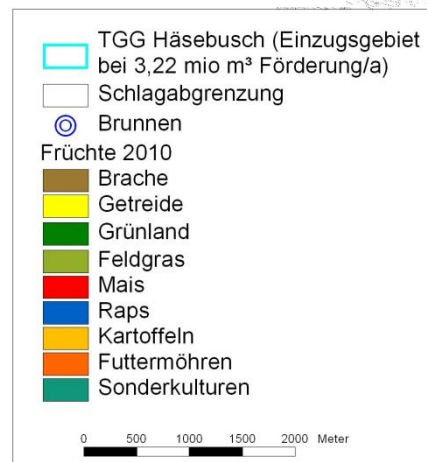 TGG Häsebusch (Einzugsgebiet
bei 3,22 mio m³ Förderung/a)
Schlagabgrenzung
Brunnen
Früchte 2010
Brache
Getreide
Grünland
Feldgras
Mais
Raps
Kartoffeln
Futtermöhren
Sonderkulturen
0 500 1000 1500 2000 Meter